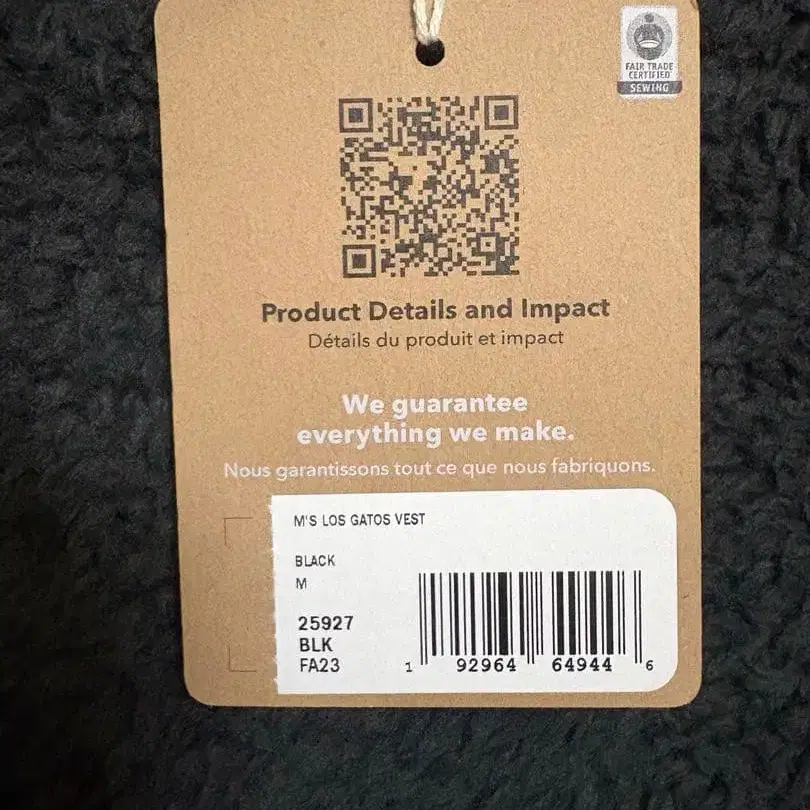 FAIR TRADE
CERTIFIED
SEWING
Product Details and Impact
Détails du produit et impact
We guarantee
everything we make.
Nous garantissons tout ce que nous fabriquons.
M'S LOS GATOS VEST
BLACK
M
25927
BLK
FA23
1 92964 64944 6